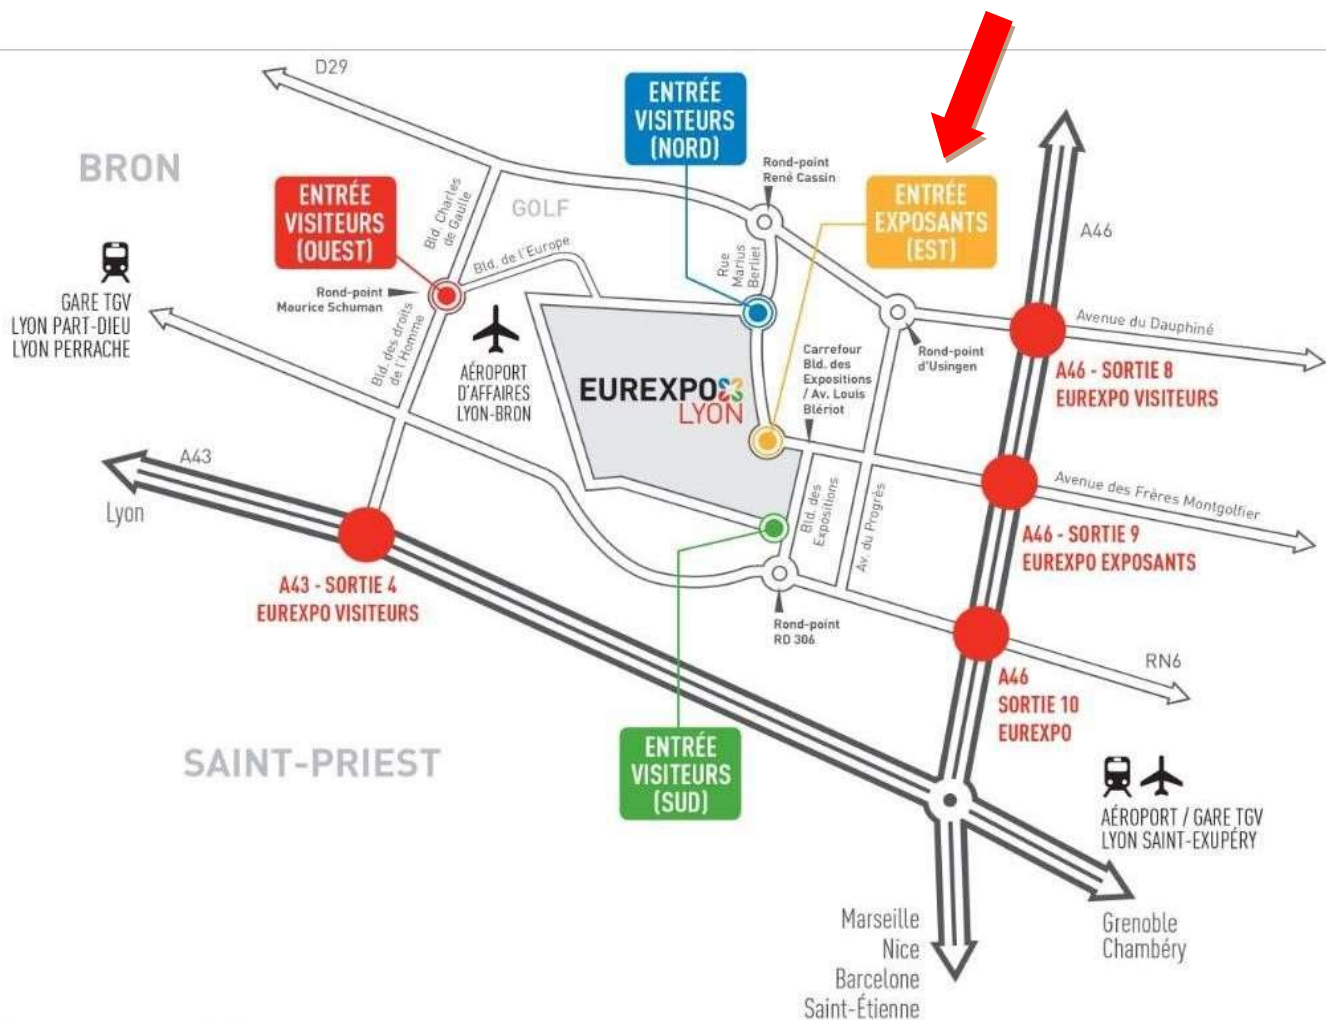 D29
ENTRÉE
VISITEURS
(NORD)
BRON
Rond-point
René Cassin
ENTRÉE
VISITEURS
(OUEST)
ENTRÉE
EXPOSANTS
(EST)
GOLF
Bld. Charles
de Gaulle
A46
Bld. de l'Europe
Rue
Marius
Berliet
GARE TGV
LYON PART-DIEU
LYON PERRACHE
Rond-point
Maurice Schuman
Bld. des droits
de l'Homme
Avenue du Dauphiné
AÉROPORT
D'AFFAIRES
LYON-BRON
EUREXPO
LYON
Carrefour
Bld. des
Expositions
/ Av. Louis
Blériot
Rond-point
d'Usingen
A46 - SORTIE 8
EUREXPO VISITEURS
A43
Lyon
Avenue des Frères Montgolfier
Bld. des
Expositions
Av. du Progrès
A46 - SORTIE 9
EUREXPO EXPOSANTS
A43 - SORTIE 4
EUREXPO VISITEURS
Rond-point
RD 306
RN6
A46
SORTIE 10
EUREXPO
SAINT-PRIEST
ENTRÉE
VISITEURS
(SUD)
AÉROPORT / GARE TGV
LYON SAINT-EXUPÉRY
Marseille
Nice
Barcelone
Saint-Étienne
Grenoble
Chambéry